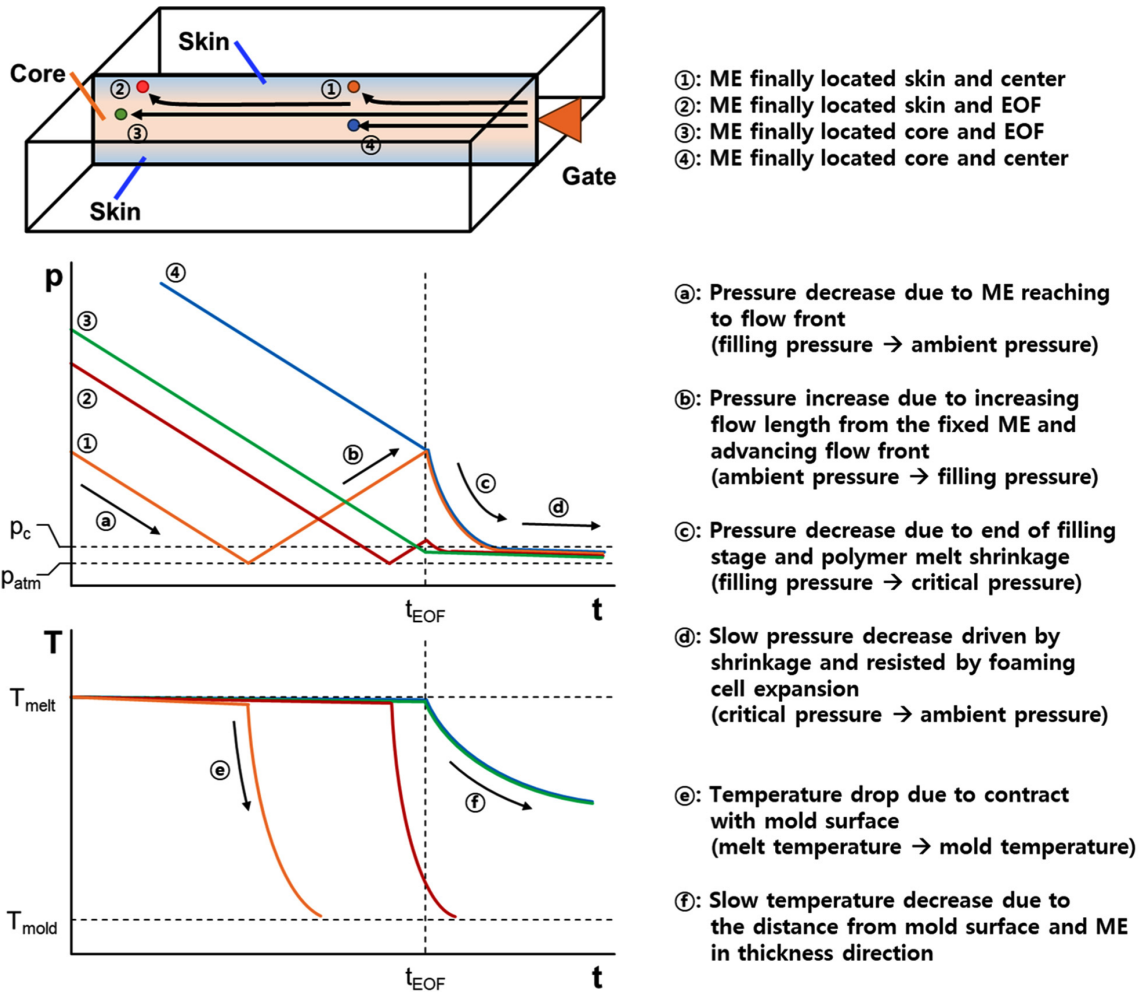 Skin
Core
②
①
③
④
Skin
Gate
①: ME finally located skin and center
②: ME finally located skin and EOF
③: ME finally located core and EOF
④: ME finally located core and center
p
④
③
②
①
ⓐ
ⓑ
ⓒ
ⓓ
pc
patm
tEOF
t
ⓐ: Pressure decrease due to ME reaching
to flow front
(filling pressure → ambient pressure)
ⓑ: Pressure increase due to increasing
flow length from the fixed ME and
advancing flow front
(ambient pressure → filling pressure)
ⓒ: Pressure decrease due to end of filling
stage and polymer melt shrinkage
(filling pressure → critical pressure)
ⓓ: Slow pressure decrease driven by
shrinkage and resisted by foaming
cell expansion
(critical pressure → ambient pressure)
T
Tmelt
ⓔ
ⓕ
Tmold
tEOF
t
ⓔ: Temperature drop due to contract
with mold surface
(melt temperature → mold temperature)
ⓕ: Slow temperature decrease due to
the distance from mold surface and ME
in thickness direction